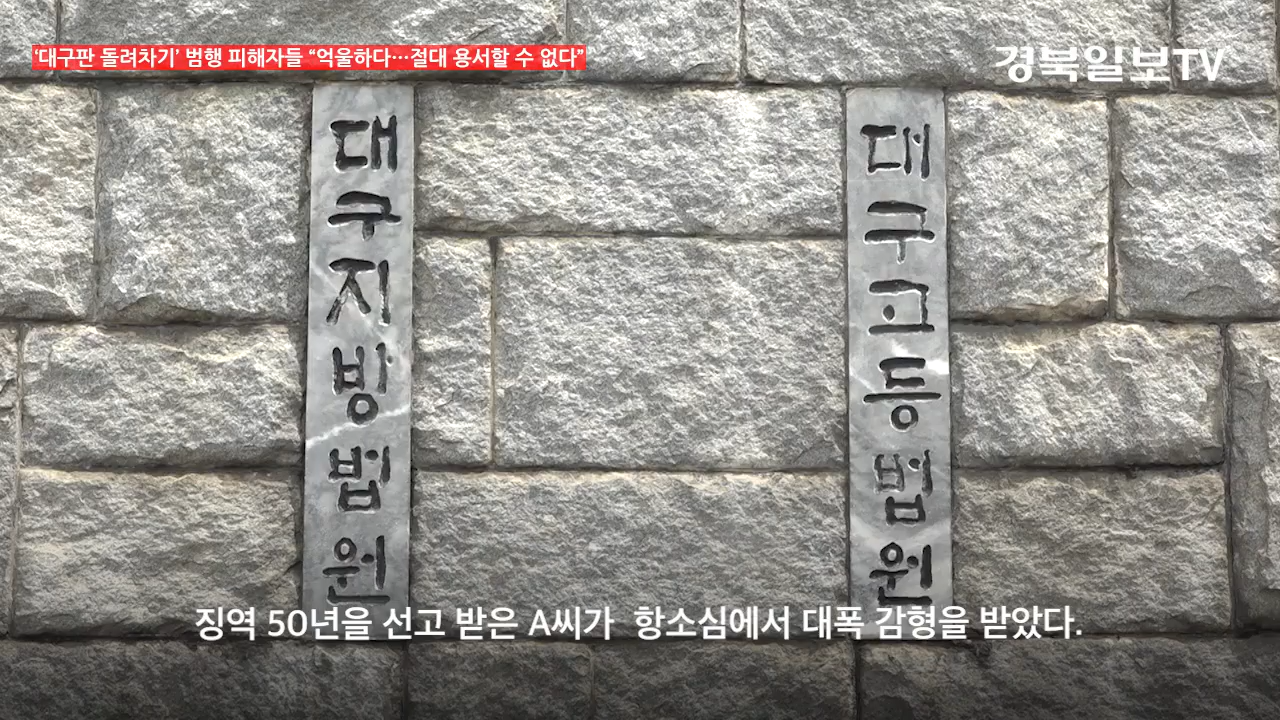 ‘대구판 돌려차기’ 범행 피해자들 “억울하다…절대 용서할 수 없다”
경북일보TV
대구지방법원
대구고등법원
징역 50년을 선고 받은 A씨가 항소심에서 대폭 감형을 받았다.